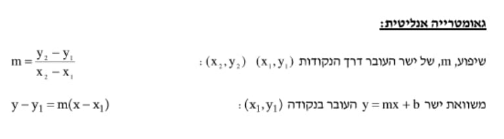 גאומטרייה אנליטית:
שיפוע, m, של ישר העובר דרך הנקודות (x₁,y₁) (x₂,y₂) : m = (y₂ − y₁)/(x₂ − x₁)
משוואת ישר y = mx + b העובר בנקודה (x₁,y₁) : y − y₁ = m(x − x₁)